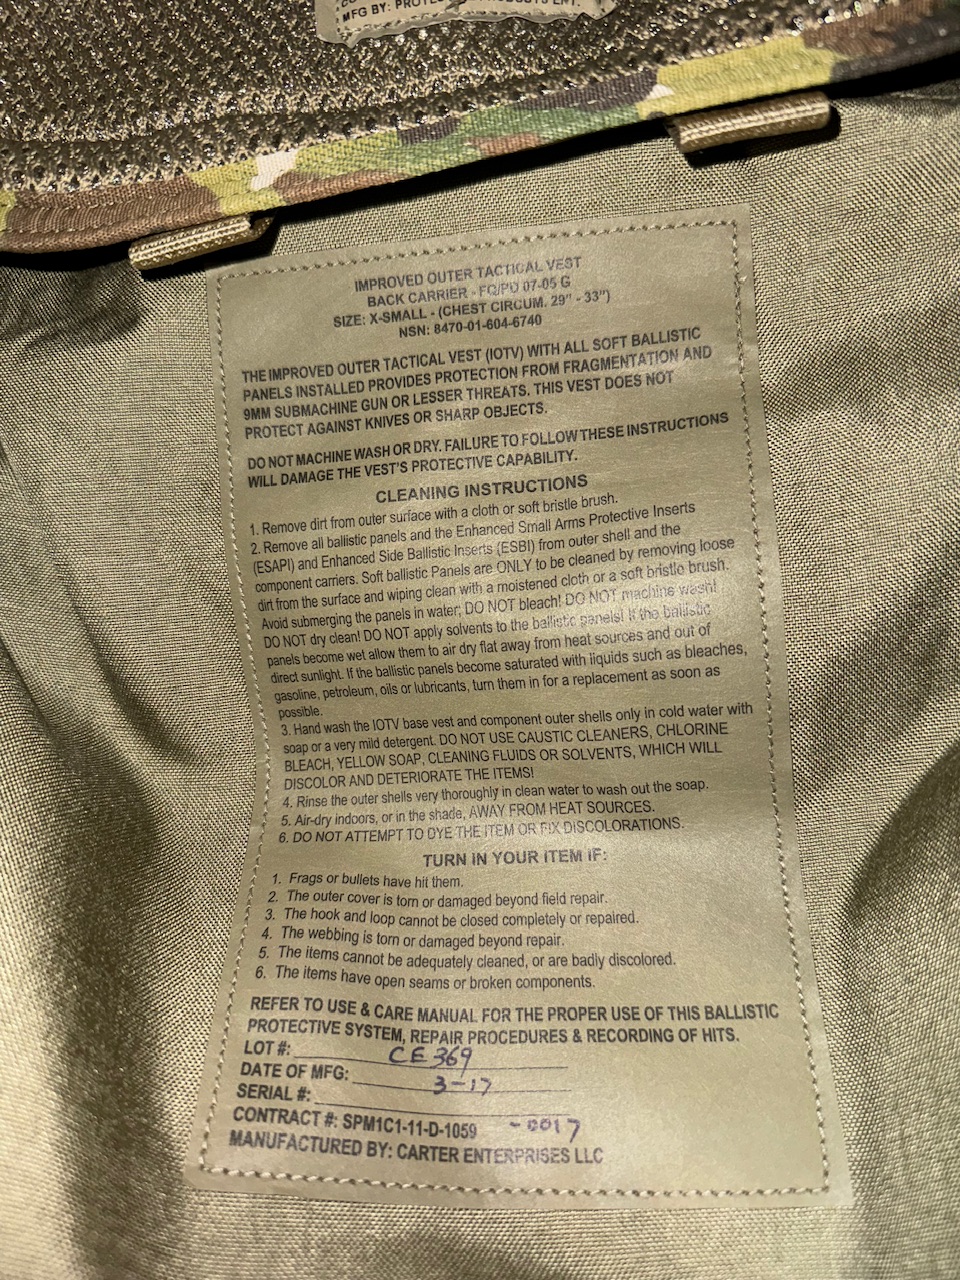 MFG BY:
IMPROVED OUTER TACTICAL VEST
BACK CARRIER - FQ/PD 07-05 G
SIZE: X-SMALL - (CHEST CIRCUM. 29" - 33")
NSN: 8470-01-604-6740
THE IMPROVED OUTER TACTICAL VEST (IOTV) WITH ALL SOFT BALLISTIC
PANELS INSTALLED PROVIDES PROTECTION FROM FRAGMENTATION AND
9MM SUBMACHINE GUN OR LESSER THREATS. THIS VEST DOES NOT
PROTECT AGAINST KNIVES OR SHARP OBJECTS.
DO NOT MACHINE WASH OR DRY. FAILURE TO FOLLOW THESE INSTRUCTIONS
WILL DAMAGE THE VEST'S PROTECTIVE CAPABILITY.
CLEANING INSTRUCTIONS
1. Remove dirt from outer surface with a cloth or soft bristle brush.
2. Remove all ballistic panels and the Enhanced Small Arms Protective Inserts
(ESAPI) and Enhanced Side Ballistic Inserts (ESBI) from outer shell and the
component carriers. Soft ballistic Panels are ONLY to be cleaned by removing loose
dirt from the surface and wiping clean with a moistened cloth or a soft bristle brush.
Avoid submerging the panels in water; DO NOT bleach! DO NOT machine wash!
DO NOT dry clean! DO NOT apply solvents to the ballistic panels! If the ballistic
panels become wet allow them to air dry flat away from heat sources and out of
direct sunlight. If the ballistic panels become saturated with liquids such as bleaches,
gasoline, petroleum, oils or lubricants, turn them in for a replacement as soon as
possible.
3. Hand wash the IOTV base vest and component outer shells only in cold water with
soap or a very mild detergent. DO NOT USE CAUSTIC CLEANERS, CHLORINE
BLEACH, YELLOW SOAP, CLEANING FLUIDS OR SOLVENTS, WHICH WILL
DISCOLOR AND DETERIORATE THE ITEMS!
4. Rinse the outer shells very thoroughly in clean water to wash out the soap.
5. Air-dry indoors, or in the shade, AWAY FROM HEAT SOURCES.
6. DO NOT ATTEMPT TO DYE THE ITEM OR FIX DISCOLORATIONS.
TURN IN YOUR ITEM IF:
1. Frags or bullets have hit them.
2. The outer cover is torn or damaged beyond field repair.
3. The hook and loop cannot be closed completely or repaired.
4. The webbing is torn or damaged beyond repair.
5. The items cannot be adequately cleaned, or are badly discolored.
6. The items have open seams or broken components.
REFER TO USE & CARE MANUAL FOR THE PROPER USE OF THIS BALLISTIC
PROTECTIVE SYSTEM, REPAIR PROCEDURES & RECORDING OF HITS.
LOT #: CE369
DATE OF MFG: 3-17
SERIAL #:
CONTRACT #: SPM1C1-11-D-1059 -0017
MANUFACTURED BY: CARTER ENTERPRISES LLC